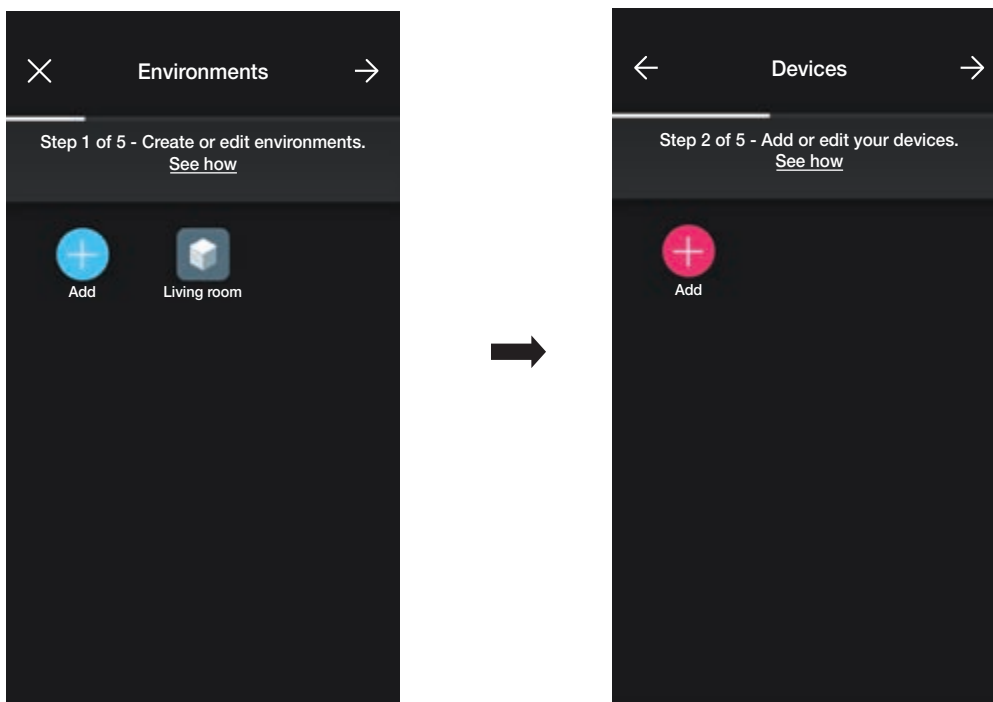 Environments
Step 1 of 5 - Create or edit environments.
See how
Add
Living room
Devices
Step 2 of 5 - Add or edit your devices.
See how
Add